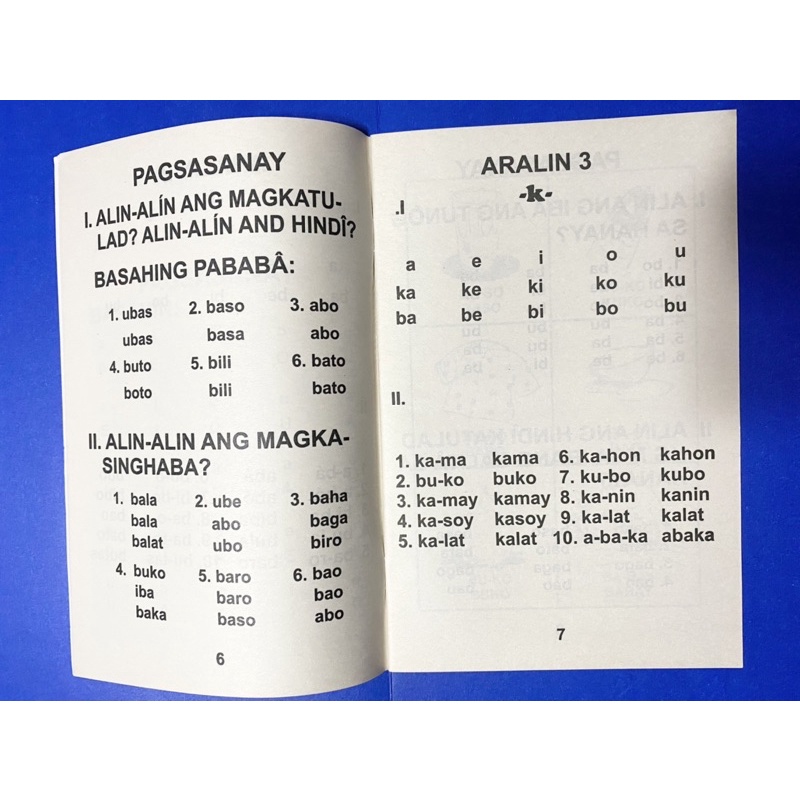 PAGSASANAY
I. ALIN-ALÍN ANG MAGKATU-
LAD? ALIN-ALÍN AND HINDÎ?
BASAHING PABABÂ:
1. ubas 2. baso 3. abo
ubas basa abo
4. buto 5. bili 6. bato
boto bili bato
II. ALIN-ALIN ANG MAGKA-
SINGHABA?
1. bala 2. ube 3. baha
bala abo baga
balat ubo biro
4. buko 5. baro 6. bao
iba baro bao
baka baso abo
6
ARALIN 3
-k-
.I
a e i o u
ka ke ki ko ku
ba be bi bo bu
II.
1. ka-ma kama 6. ka-hon kahon
2. bu-ko buko 7. ku-bo kubo
3. ka-may kamay 8. ka-nin kanin
4. ka-soy kasoy 9. ka-lat kalat
5. ka-lat kalat 10. a-ba-ka abaka
7